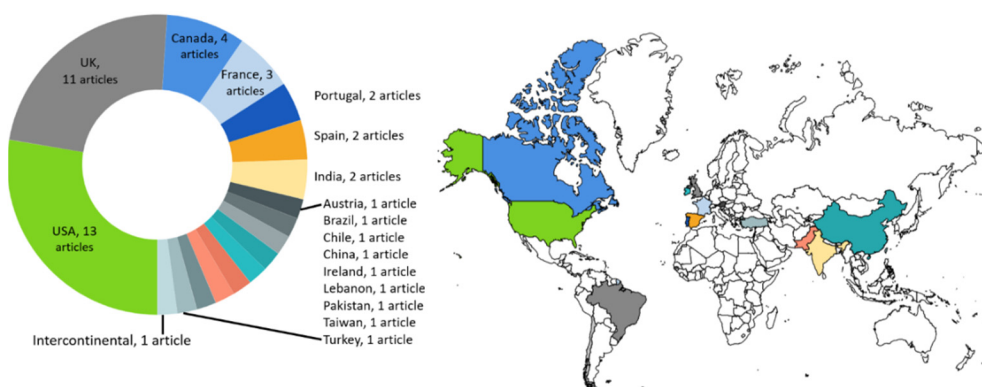 Canada, 4
articles
UK,
11 articles
France, 3
articles
Portugal, 2 articles
Spain, 2 articles
India, 2 articles
Austria, 1 article
Brazil, 1 article
Chile, 1 article
China, 1 article
Ireland, 1 article
Lebanon, 1 article
Pakistan, 1 article
Taiwan, 1 article
Turkey, 1 article
USA, 13
articles
Intercontinental, 1 article